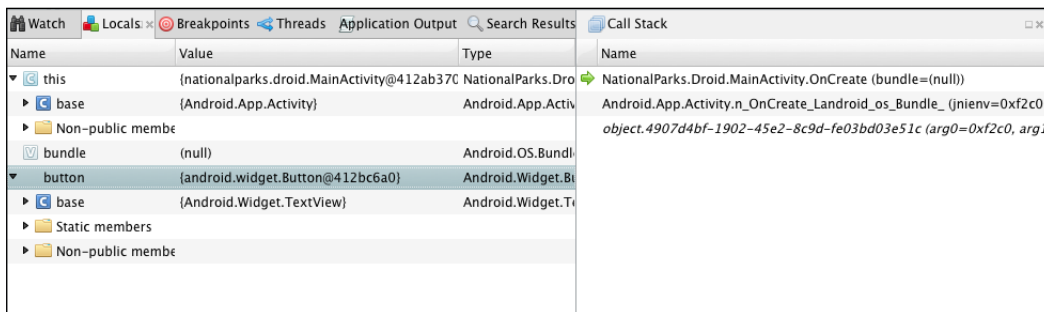 Watch Locals Breakpoints Threads Application Output Search Results Call Stack
Name Value Type Name
this {nationalparks.droid.MainActivity@412ab370 NationalParks.Dro NationalParks.Droid.MainActivity.OnCreate (bundle=(null))
base {Android.App.Activity} Android.App.Activ Android.App.Activity.n_OnCreate_Landroid_os_Bundle_ (jnienv=0xf2c0
Non-public membe object.4907d4bf-1902-45e2-8c9d-fe03bd03e51c (arg0=0xf2c0, arg1
bundle (null) Android.OS.Bundl
button {android.widget.Button@412bc6a0} Android.Widget.Bu
base {Android.Widget.TextView} Android.Widget.Te
Static members
Non-public membe